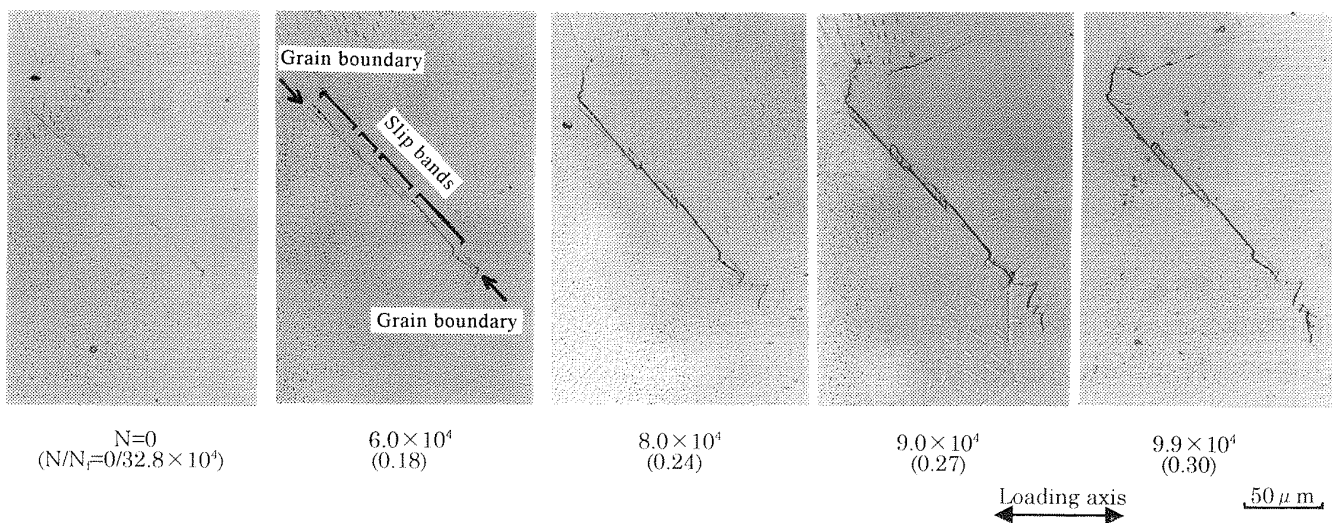 Grain boundary
Slip bands
Grain boundary
N=0
(N/Nf=0/32.8×10⁴)
6.0×10⁴
(0.18)
8.0×10⁴
(0.24)
9.0×10⁴
(0.27)
9.9×10⁴
(0.30)
Loading axis
50 μm